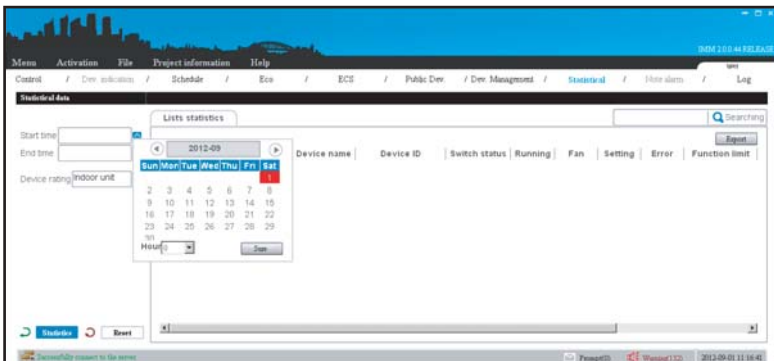 IMM 2.0.0.44 RELEASE
Menu Activation File Project information Help
Control / Dev. indication / Schedule / Eco / ECS / Public Dev. / Dev. Managment / Statistical / Note alarm / Log
Statistical data
Lists statistics
Searching
Start time
Export
End time
2012-09
Device name Device ID Switch status Running Fan Setting Error Function limit
Sun Mon Tue Wed Thu Fri Sat
Device rating Indoor unit
1
2 3 4 5 6 7 8
9 10 11 12 13 14 15
16 17 18 19 20 21 22
23 24 25 26 27 28 29
30
Hour 0
Statistics Reset
Successfully connect to the server
Prompt(0) Warning(132) 2012-09-01 11:16:41